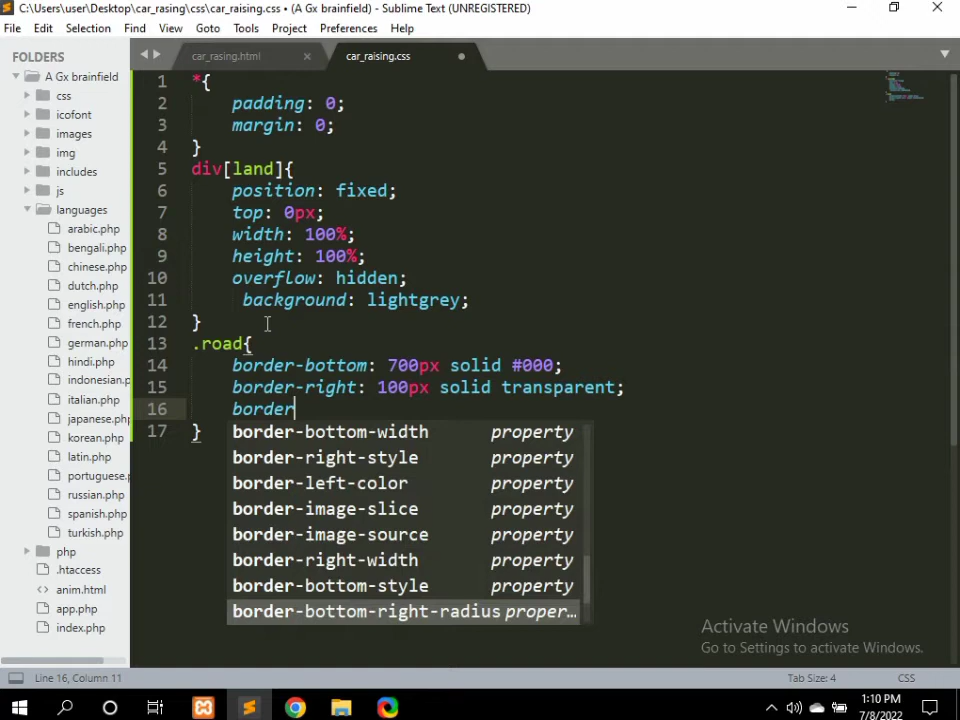 C:\Users\user\Desktop\car_rasing\css\car_raising.css • (A Gx brainfield) - Sublime Text (UNREGISTERED)
File Edit Selection Find View Goto Tools Project Preferences Help
FOLDERS
A Gx brainfield
css
icofont
images
img
includes
js
languages
arabic.php
bengali.php
chinese.php
dutch.php
english.php
french.php
german.php
hindi.php
indonesian.p
italian.php
japanese.php
korean.php
latin.php
portuguese.p
russian.php
spanish.php
turkish.php
php
.htaccess
anim.html
app.php
index.php
car_rasing.html × car_raising.css
1 *{
2 padding: 0;
3 margin: 0;
4 }
5 div[land]{
6 position: fixed;
7 top: 0px;
8 width: 100%;
9 height: 100%;
10 overflow: hidden;
11 background: lightgrey;
12 }
13 .road{
14 border-bottom: 700px solid #000;
15 border-right: 100px solid transparent;
16 border
17 }
border-bottom-width property
border-right-style property
border-left-color property
border-image-slice property
border-image-source property
border-right-width property
border-bottom-style property
border-bottom-right-radius proper…
Activate Windows
Go to Settings to activate Windows.
Line 16, Column 11 Tab Size: 4 CSS
1:10 PM
7/8/2022